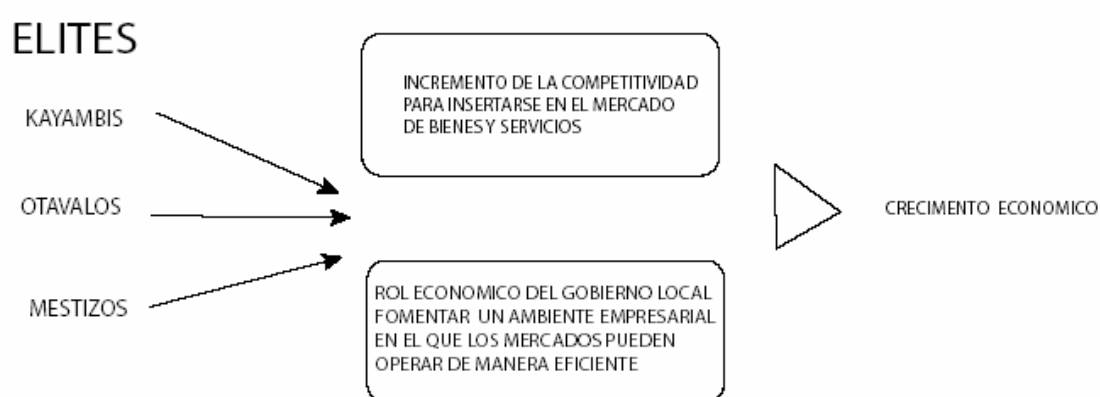 ELITES
KAYAMBIS
OTAVALOS
MESTIZOS
INCREMENTO DE LA COMPETITIVIDAD
PARA INSERTARSE EN EL MERCADO
DE BIENES Y SERVICIOS
ROL ECONOMICO DEL GOBIERNO LOCAL
FOMENTAR UN AMBIENTE EMPRESARIAL
EN EL QUE LOS MERCADOS PUEDEN
OPERAR DE MANERA EFICIENTE
CRECIMENTO ECONOMICO